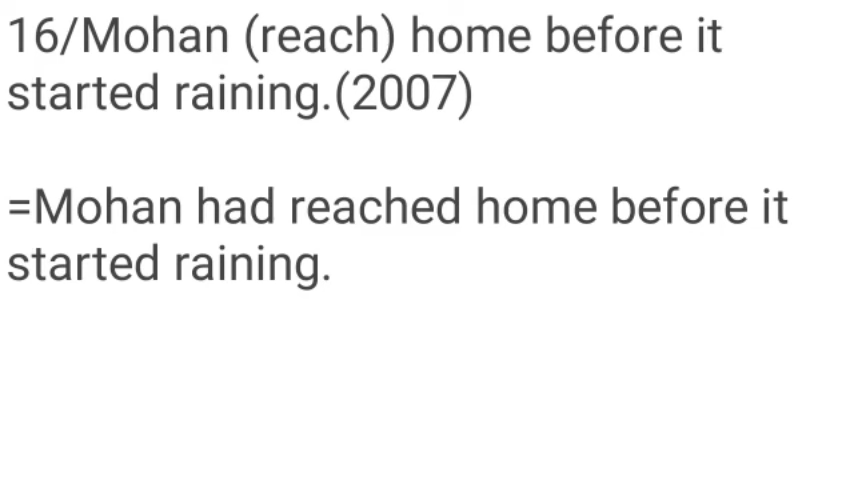 16/Mohan (reach) home before it
started raining.(2007)
=Mohan had reached home before it
started raining.